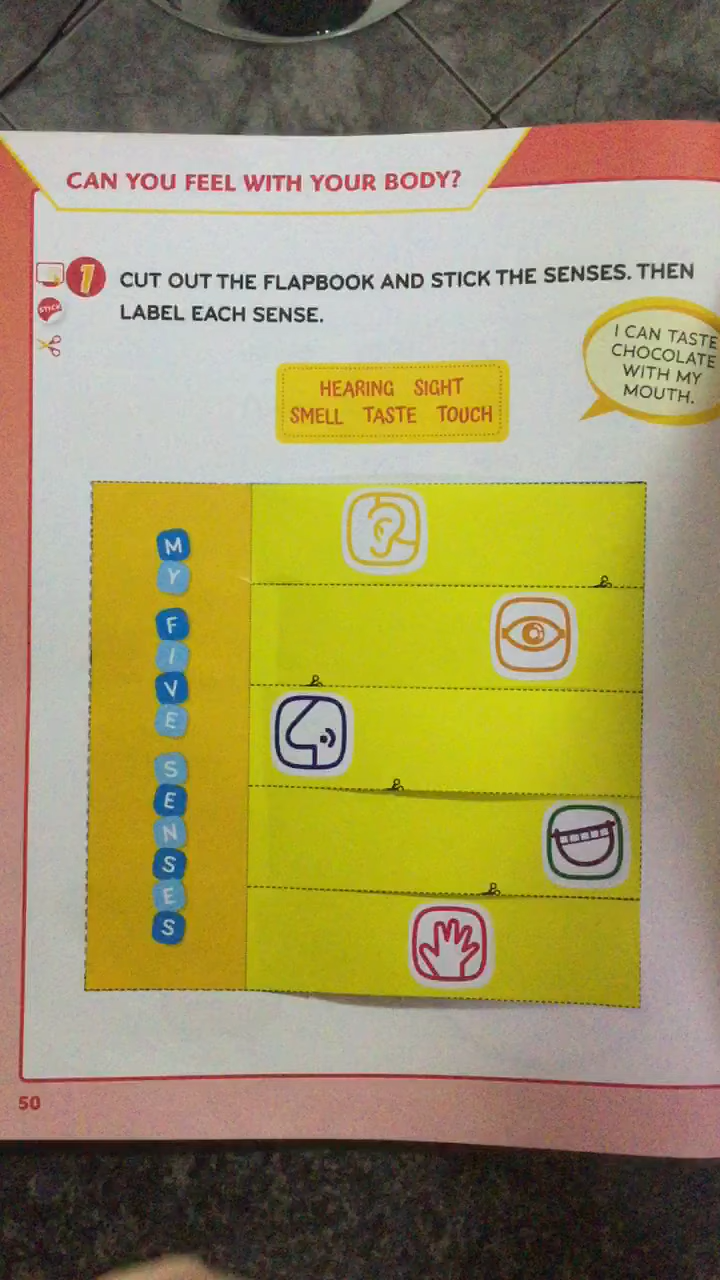 CAN YOU FEEL WITH YOUR BODY?
STICK
1 CUT OUT THE FLAPBOOK AND STICK THE SENSES. THEN
LABEL EACH SENSE.
I CAN TASTE
CHOCOLATE
WITH MY
MOUTH.
HEARING SIGHT
SMELL TASTE TOUCH
MY FIVE SENSES
50